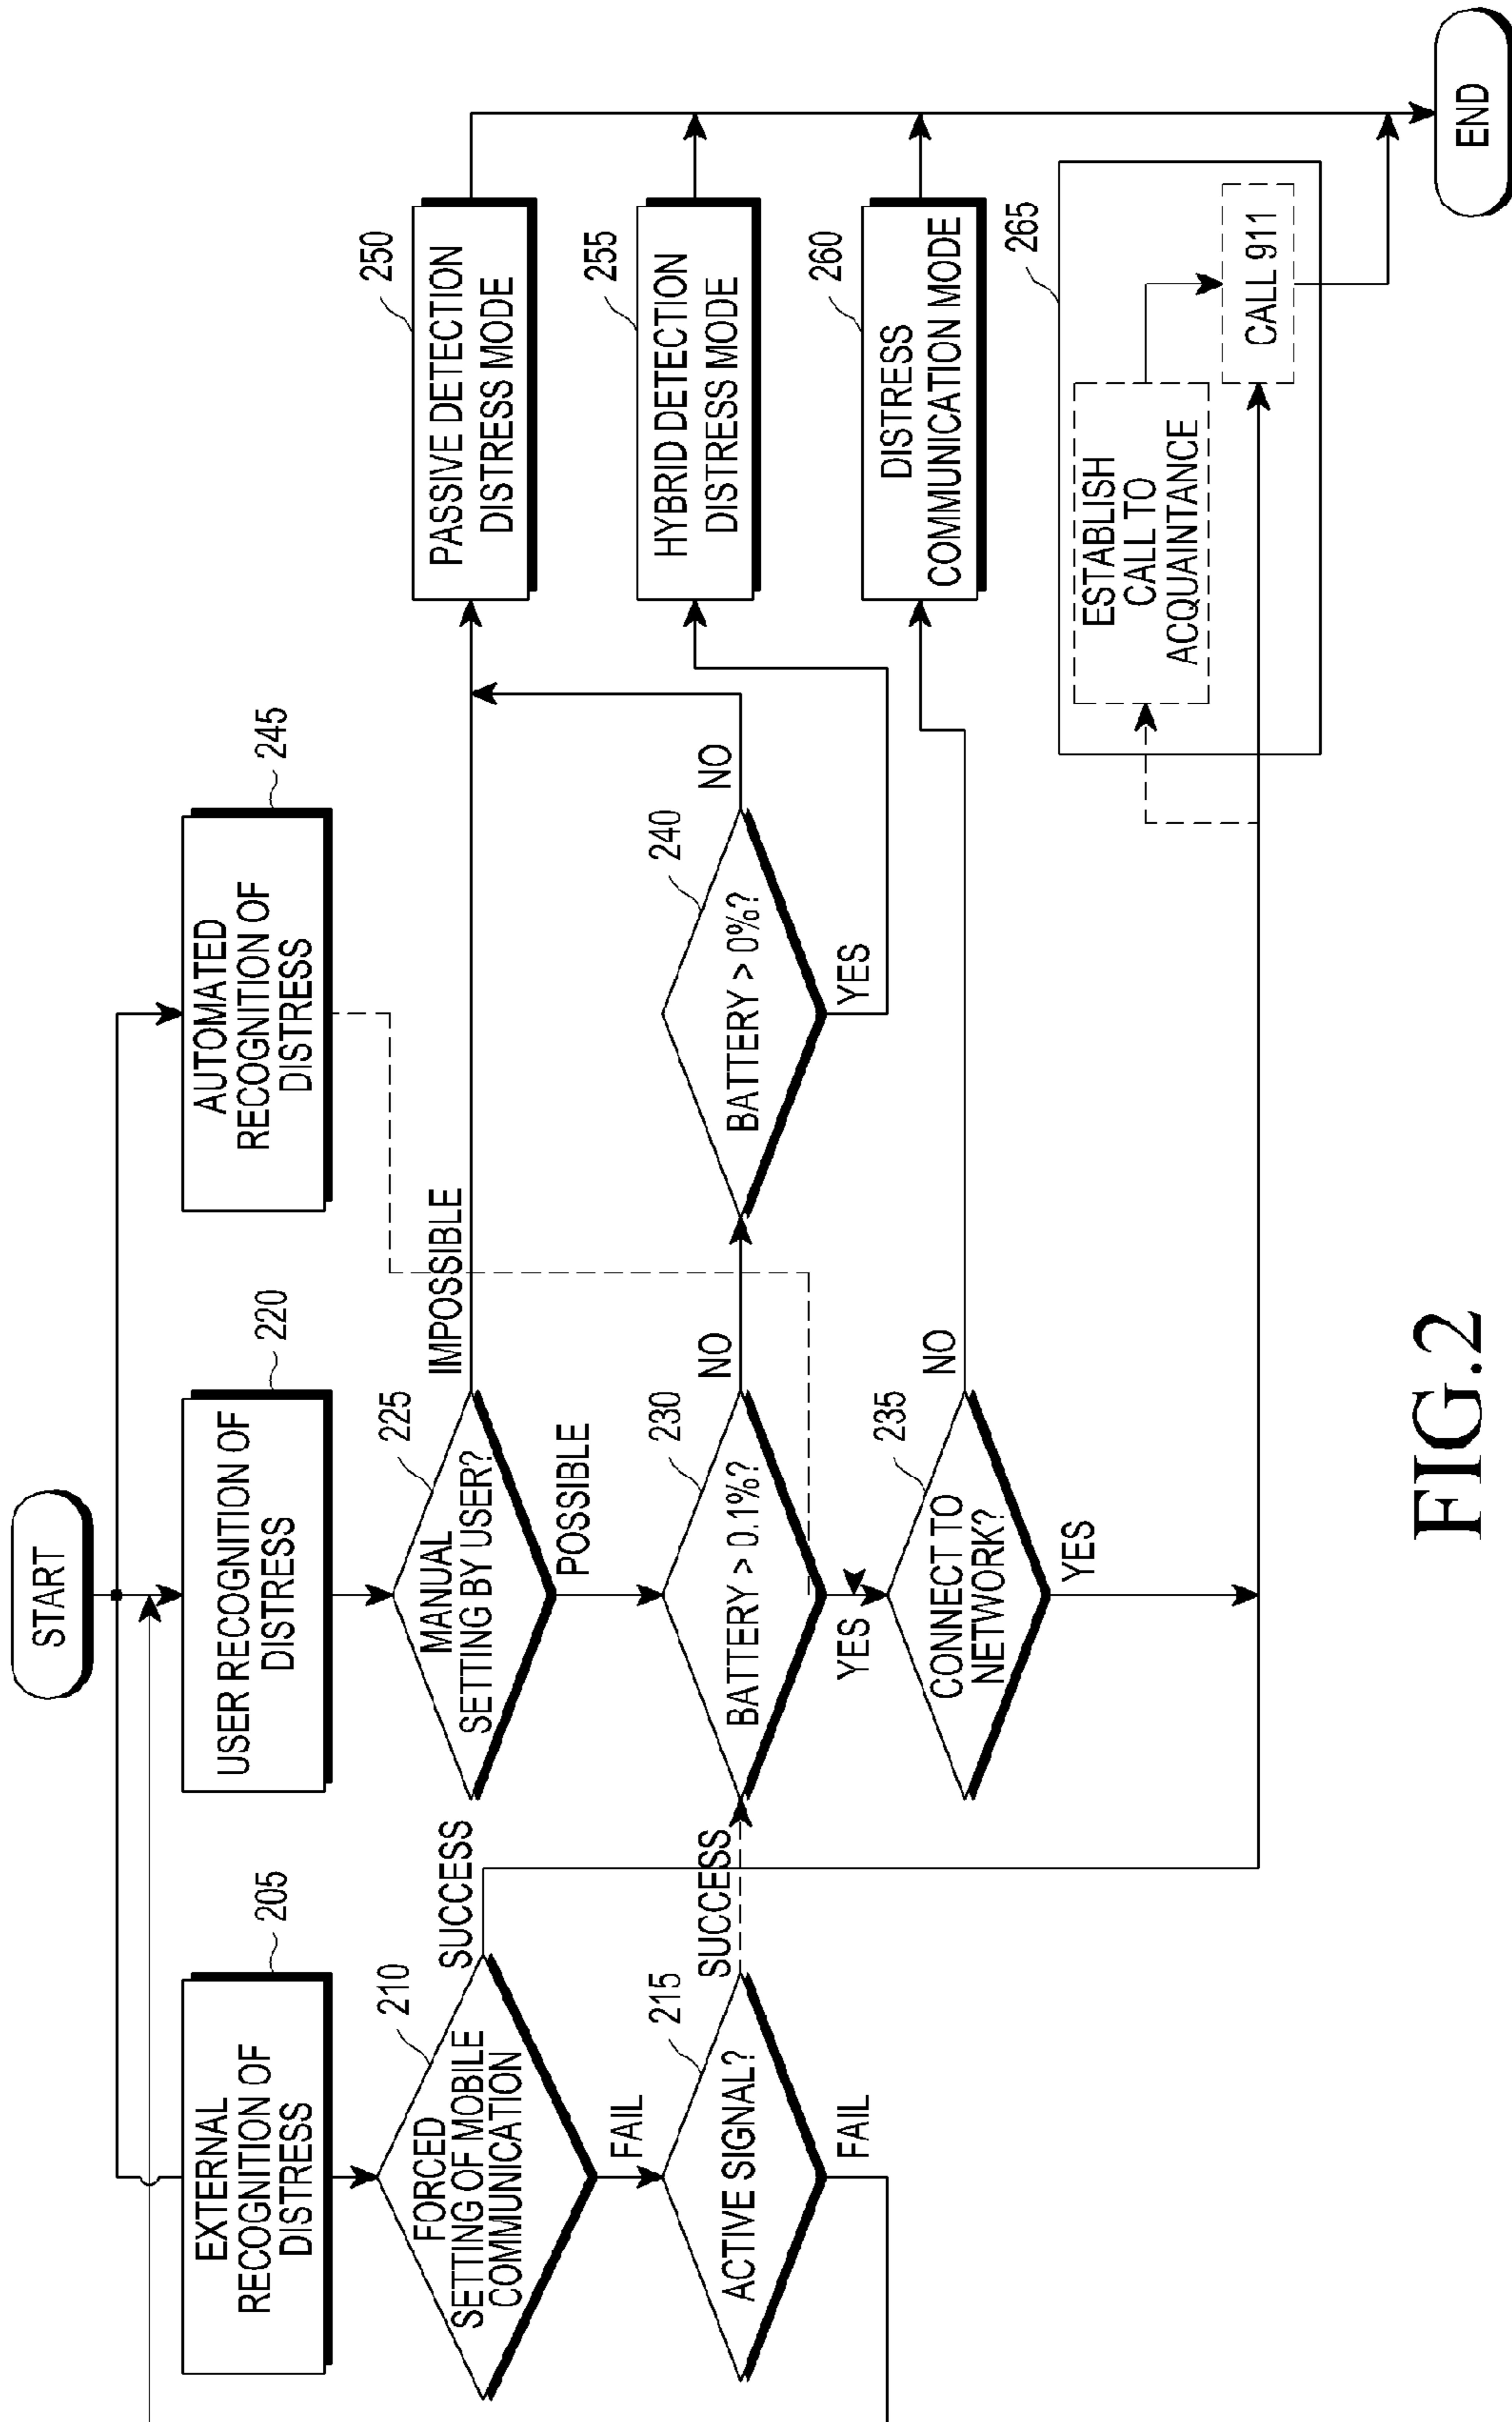 START
EXTERNAL
RECOGNITION OF
DISTRESS
205
USER RECOGNITION OF
DISTRESS
220
AUTOMATED
RECOGNITION OF
DISTRESS
245
FORCED
SETTING OF MOBILE
COMMUNICATION
210
SUCCESS
FAIL
MANUAL
SETTING BY USER?
225
IMPOSSIBLE
POSSIBLE
ACTIVE SIGNAL?
215
SUCCESS
FAIL
BATTERY > 0.1%?
230
NO
YES
BATTERY > 0%?
240
NO
YES
CONNECT TO
NETWORK?
235
NO
YES
PASSIVE DETECTION
DISTRESS MODE
250
HYBRID DETECTION
DISTRESS MODE
255
DISTRESS
COMMUNICATION MODE
260
265
ESTABLISH
CALL TO
ACQUAINTANCE
CALL 911
END
FIG.2